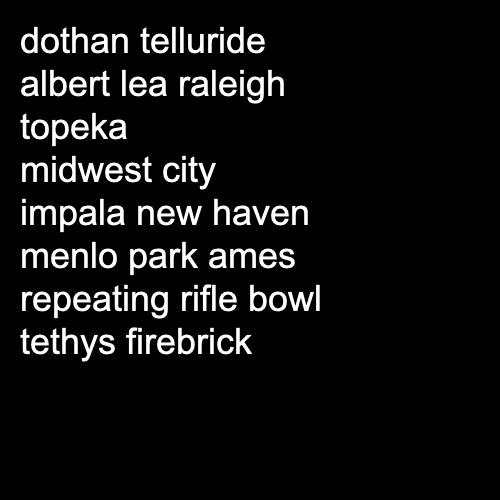 dothan telluride
albert lea raleigh
topeka
midwest city
impala new haven
menlo park ames
repeating rifle bowl
tethys firebrick